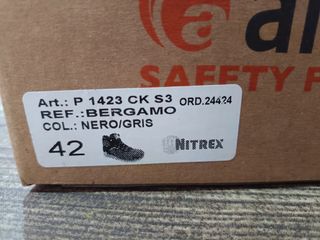 SAFETY F
Art.: P 1423 CK S3 ORD.24424
REF.:BERGAMO
COL.: NERO/GRIS
42 NITREX